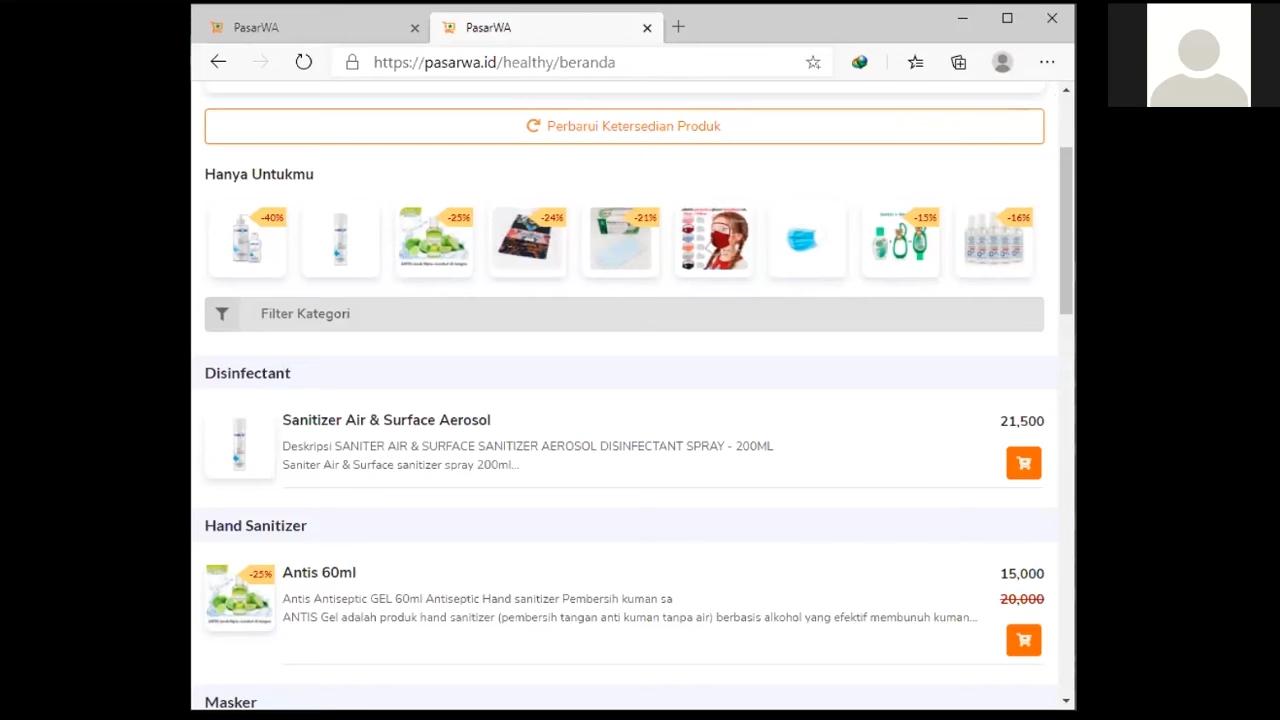 PasarWA
PasarWA
https://pasarwa.id/healthy/beranda
Perbarui Ketersedian Produk
Hanya Untukmu
-40%
-25%
-24%
-21%
-15%
-16%
Filter Kategori
Disinfectant
Sanitizer Air & Surface Aerosol
21,500
Deskripsi SANITER AIR & SURFACE SANITIZER AEROSOL DISINFECTANT SPRAY - 200ML
Saniter Air & Surface sanitizer spray 200ml...
Hand Sanitizer
-25%
Antis 60ml
15,000
Antis Antiseptic GEL 60ml Antiseptic Hand sanitizer Pembersih kuman sa
20,000
ANTIS Gel adalah produk hand sanitizer (pembersih tangan anti kuman tanpa air) berbasis alkohol yang efektif membunuh kuman...
Masker